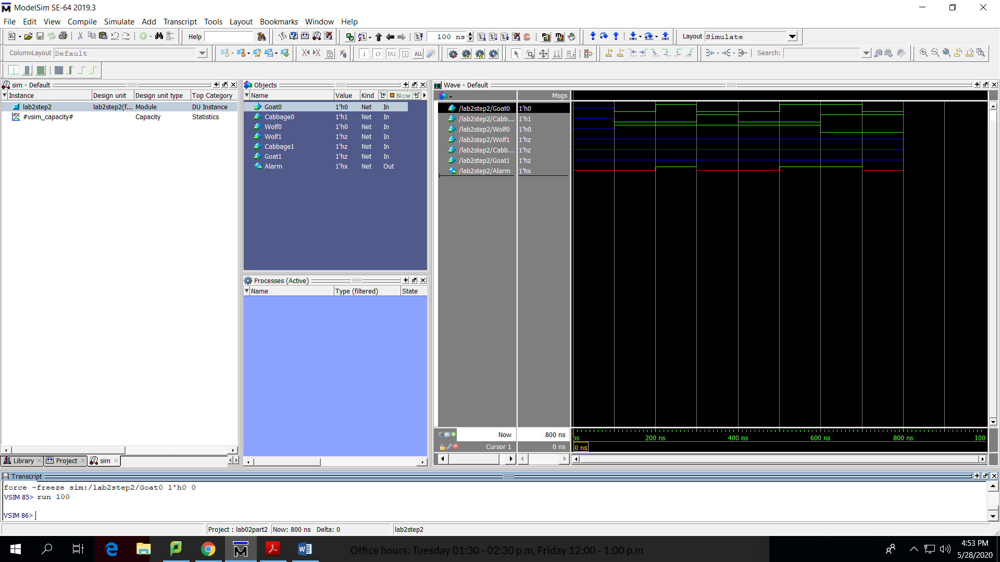 ModelSim SE-64 2019.3
File Edit View Compile Simulate Add Transcript Tools Layout Bookmarks Window Help
Help 100 ns Layout Simulate
ColumnLayout Default Search:
sim - Default
Instance Design unit Design unit type Top Category
lab2step2 lab2step2(f... Module DU Instance
#vsim_capacity# Capacity Statistics
Library Project sim
Objects
Name Value Kind Now
Goat0 1'h0 Net In
Cabbage0 1'h1 Net In
Wolf0 1'h0 Net In
Wolf1 1'hz Net In
Cabbage1 1'hz Net In
Goat1 1'hz Net In
Alarm 1'hx Net Out
Processes (Active)
Name Type (filtered) State
Wave - Default
Msgs
/lab2step2/Goat0 1'h0
/lab2step2/Cabb... 1'h1
/lab2step2/Wolf0 1'h0
/lab2step2/Wolf1 1'hz
/lab2step2/Cabb... 1'hz
/lab2step2/Goat1 1'hz
/lab2step2/Alarm 1'hx
Now 800 ns ns 200 ns 400 ns 600 ns 800 ns 100
Cursor 1 0 ns 0 ns
Transcript
force -freeze sim:/lab2step2/Goat0 1'h0 0
VSIM 85> run 100
VSIM 86>
Project : lab02part2 Now: 800 ns Delta: 0 lab2step2
Office hours: Tuesday 01:30 - 02:30 p.m, Friday 12:00 - 1:00 p.m
4:53 PM
5/28/2020